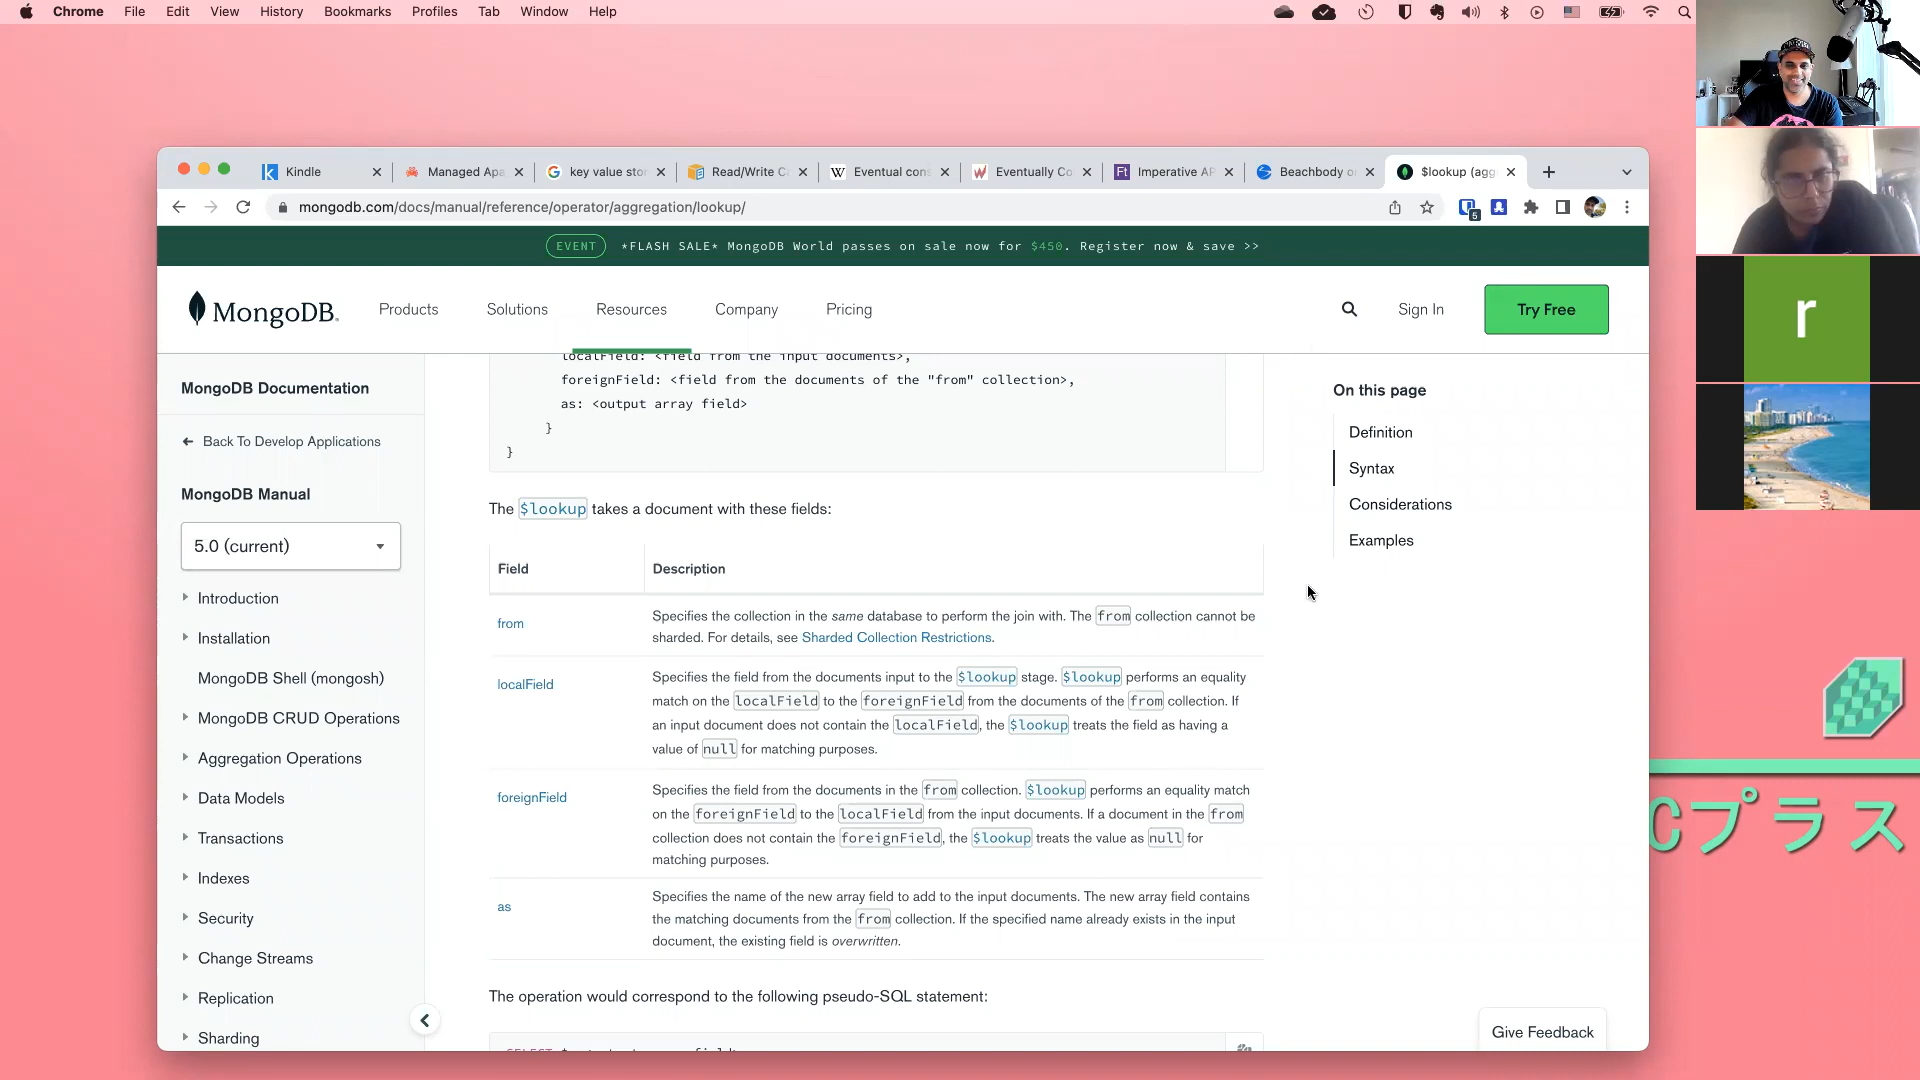 Chrome File Edit View History Bookmarks Profiles Tab Window Help
Kindle
Managed Apa
key value stor
Read/Write C
Eventual cons
Eventually Co
Imperative AP
Beachbody o
$lookup (agg
mongodb.com/docs/manual/reference/operator/aggregation/lookup/
5
EVENT *FLASH SALE* MongoDB World passes on sale now for $450. Register now & save >>
MongoDB.
Products Solutions Resources Company Pricing
Sign In
Try Free
MongoDB Documentation
Back To Develop Applications
MongoDB Manual
5.0 (current)
Introduction
Installation
MongoDB Shell (mongosh)
MongoDB CRUD Operations
Aggregation Operations
Data Models
Transactions
Indexes
Security
Change Streams
Replication
Sharding
localField: <field from the input documents>,
foreignField: <field from the documents of the "from" collection>,
as: <output array field>
}
}
The $lookup takes a document with these fields:
Field Description
from
Specifies the collection in the same database to perform the join with. The from collection cannot be
sharded. For details, see Sharded Collection Restrictions.
localField
Specifies the field from the documents input to the $lookup stage. $lookup performs an equality
match on the localField to the foreignField from the documents of the from collection. If
an input document does not contain the localField, the $lookup treats the field as having a
value of null for matching purposes.
foreignField
Specifies the field from the documents in the from collection. $lookup performs an equality match
on the foreignField to the localField from the input documents. If a document in the from
collection does not contain the foreignField, the $lookup treats the value as null for
matching purposes.
as
Specifies the name of the new array field to add to the input documents. The new array field contains
the matching documents from the from collection. If the specified name already exists in the input
document, the existing field is overwritten.
The operation would correspond to the following pseudo-SQL statement:
On this page
Definition
Syntax
Considerations
Examples
Give Feedback
r
Cプラス